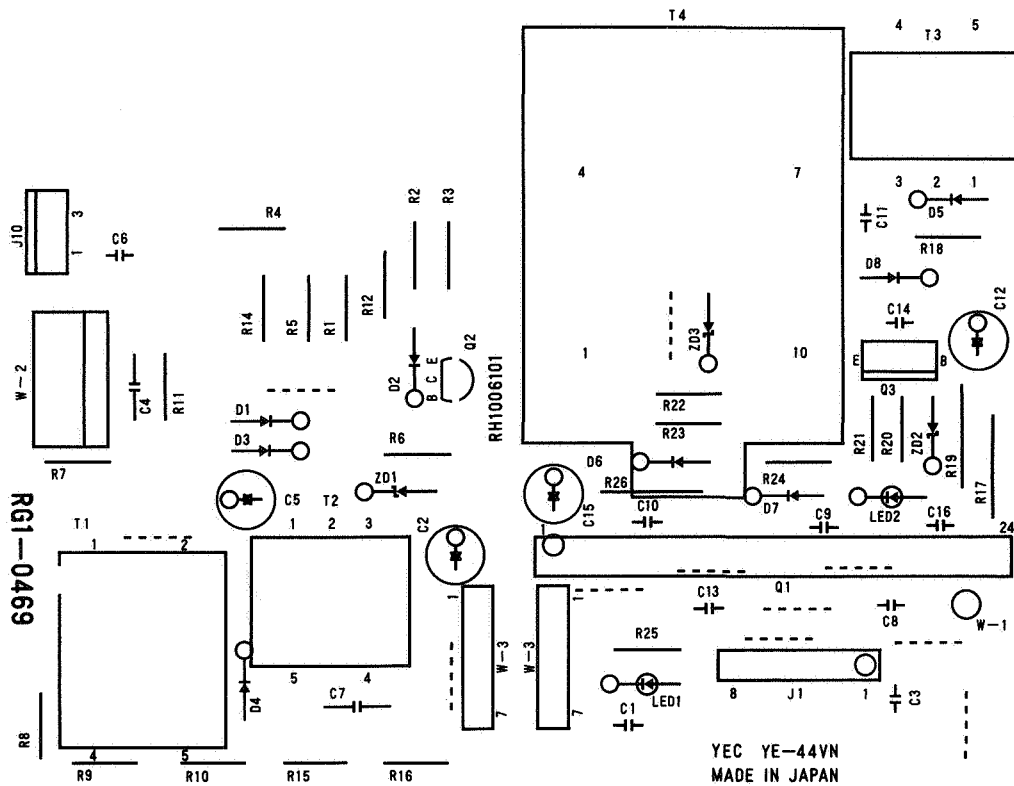 T4
4 5
T3
4 7
3 2 1
D5
R2
R3
R4
J10
3
1
C6
C11
R18
D8
C12
C14
R14
R5
R1
R12
ZD3
1 10
D2
E
C
B
Q2
E B
Q3
W-2
C4
R11
RH1006101
R22
R23
D1
D3
R6
R21
R20
ZD2
R19
R17
R7
ZD1
D6
R26
R24
D7
LED2
C5
T2
C2
C15
C10
C9
C16
RG1-0469
T1
1 2
1 2 3
1 24
Q1
C13
C8
W-1
1
W-3
7
1
W-3
7
R25
5 4
D4
C7
8 J1 1
C3
LED1
C1
R8
4 5
R9
R10
R15
R16
YEC YE-44VN
MADE IN JAPAN